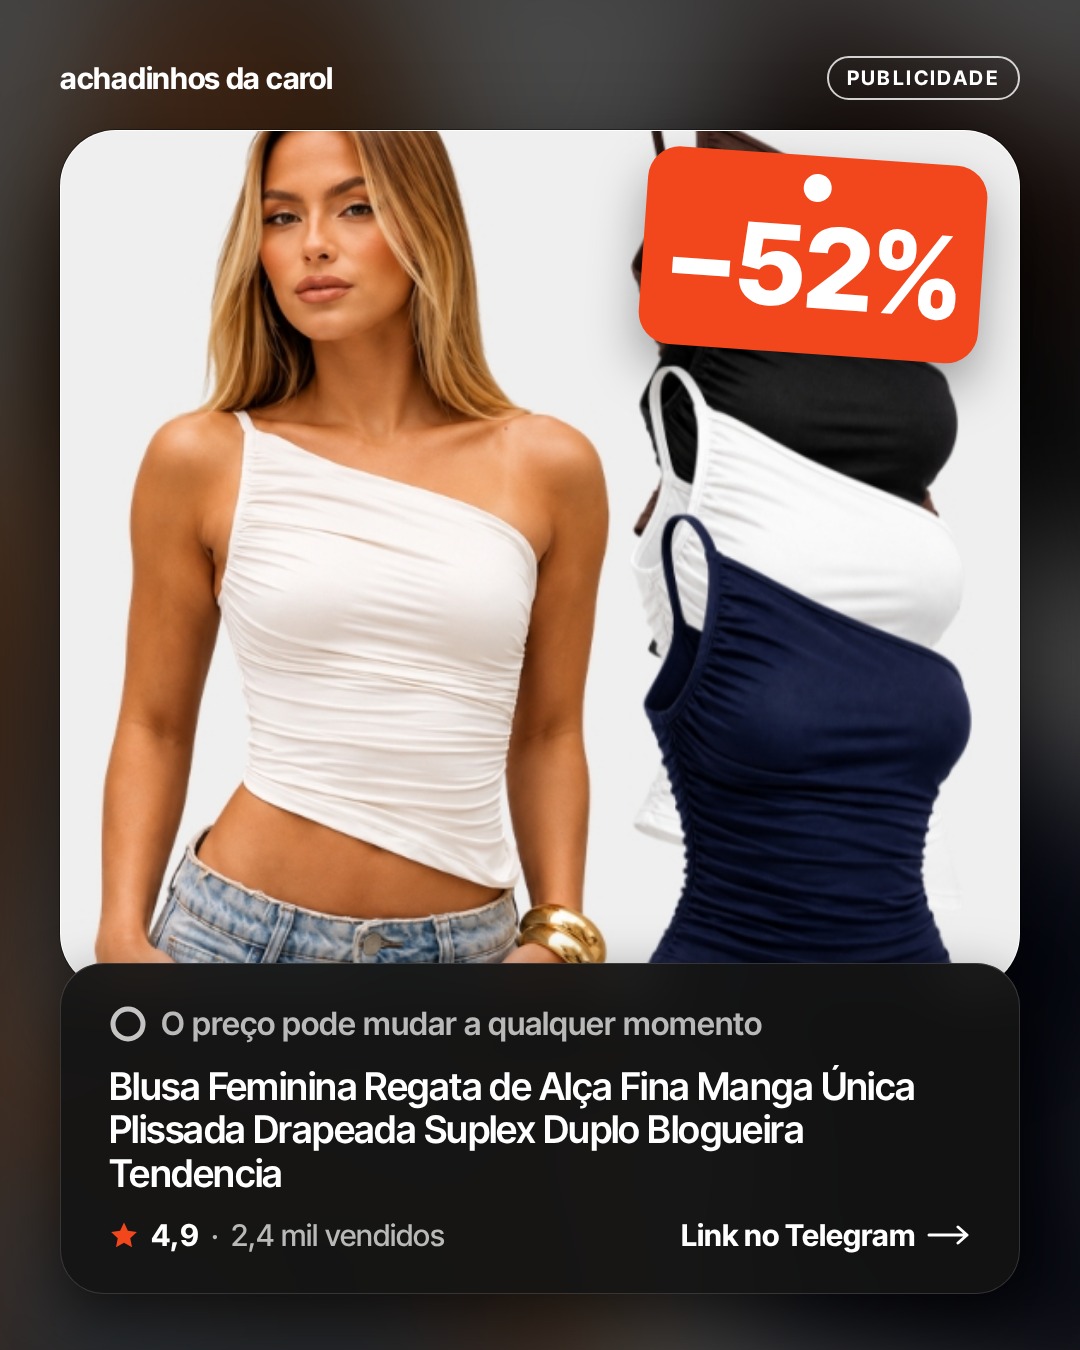 achadinhos da carol
PUBLICIDADE
-52%
O preço pode mudar a qualquer momento
Blusa Feminina Regata de Alça Fina Manga Única
Plissada Drapeada Suplex Duplo Blogueira
Tendencia
4,9 · 2,4 mil vendidos
Link no Telegram →